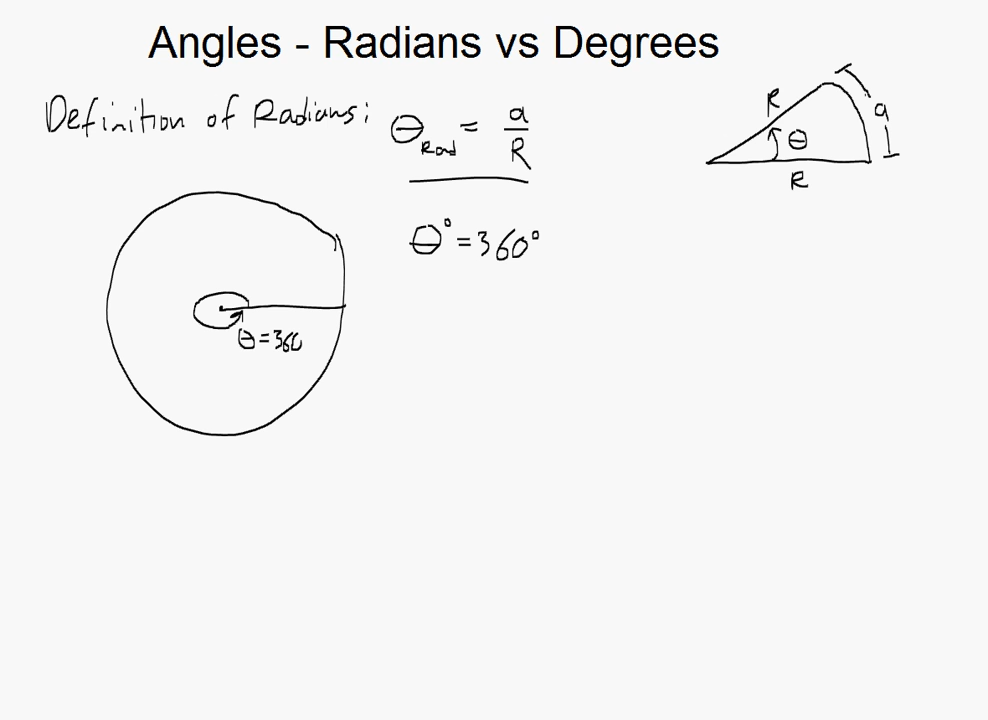 Angles - Radians vs Degrees
Definition of Radians: θRad = a/R
R
a
θ
R
θ° = 360°
θ = 360